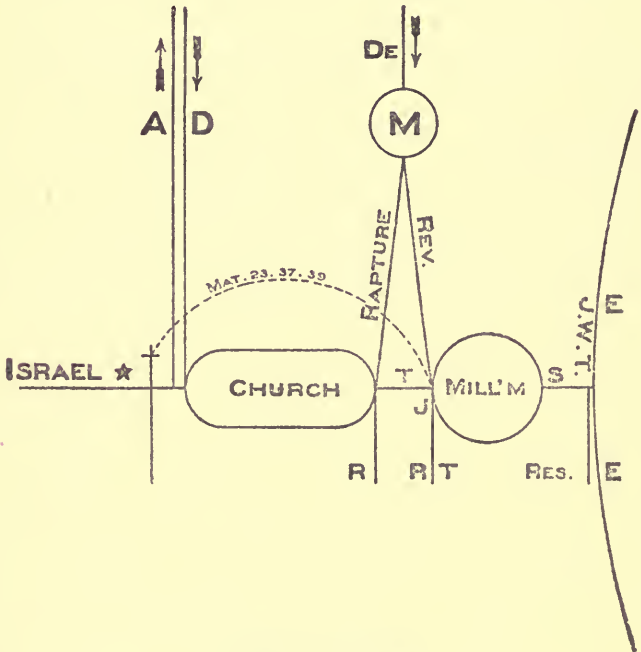 DE
A D
M
RAPTURE
REV.
MAT. 23. 37. 39
E
J.W.T.
ISRAEL
CHURCH
T
J
MILL'M
S
R
R T
RES.
E